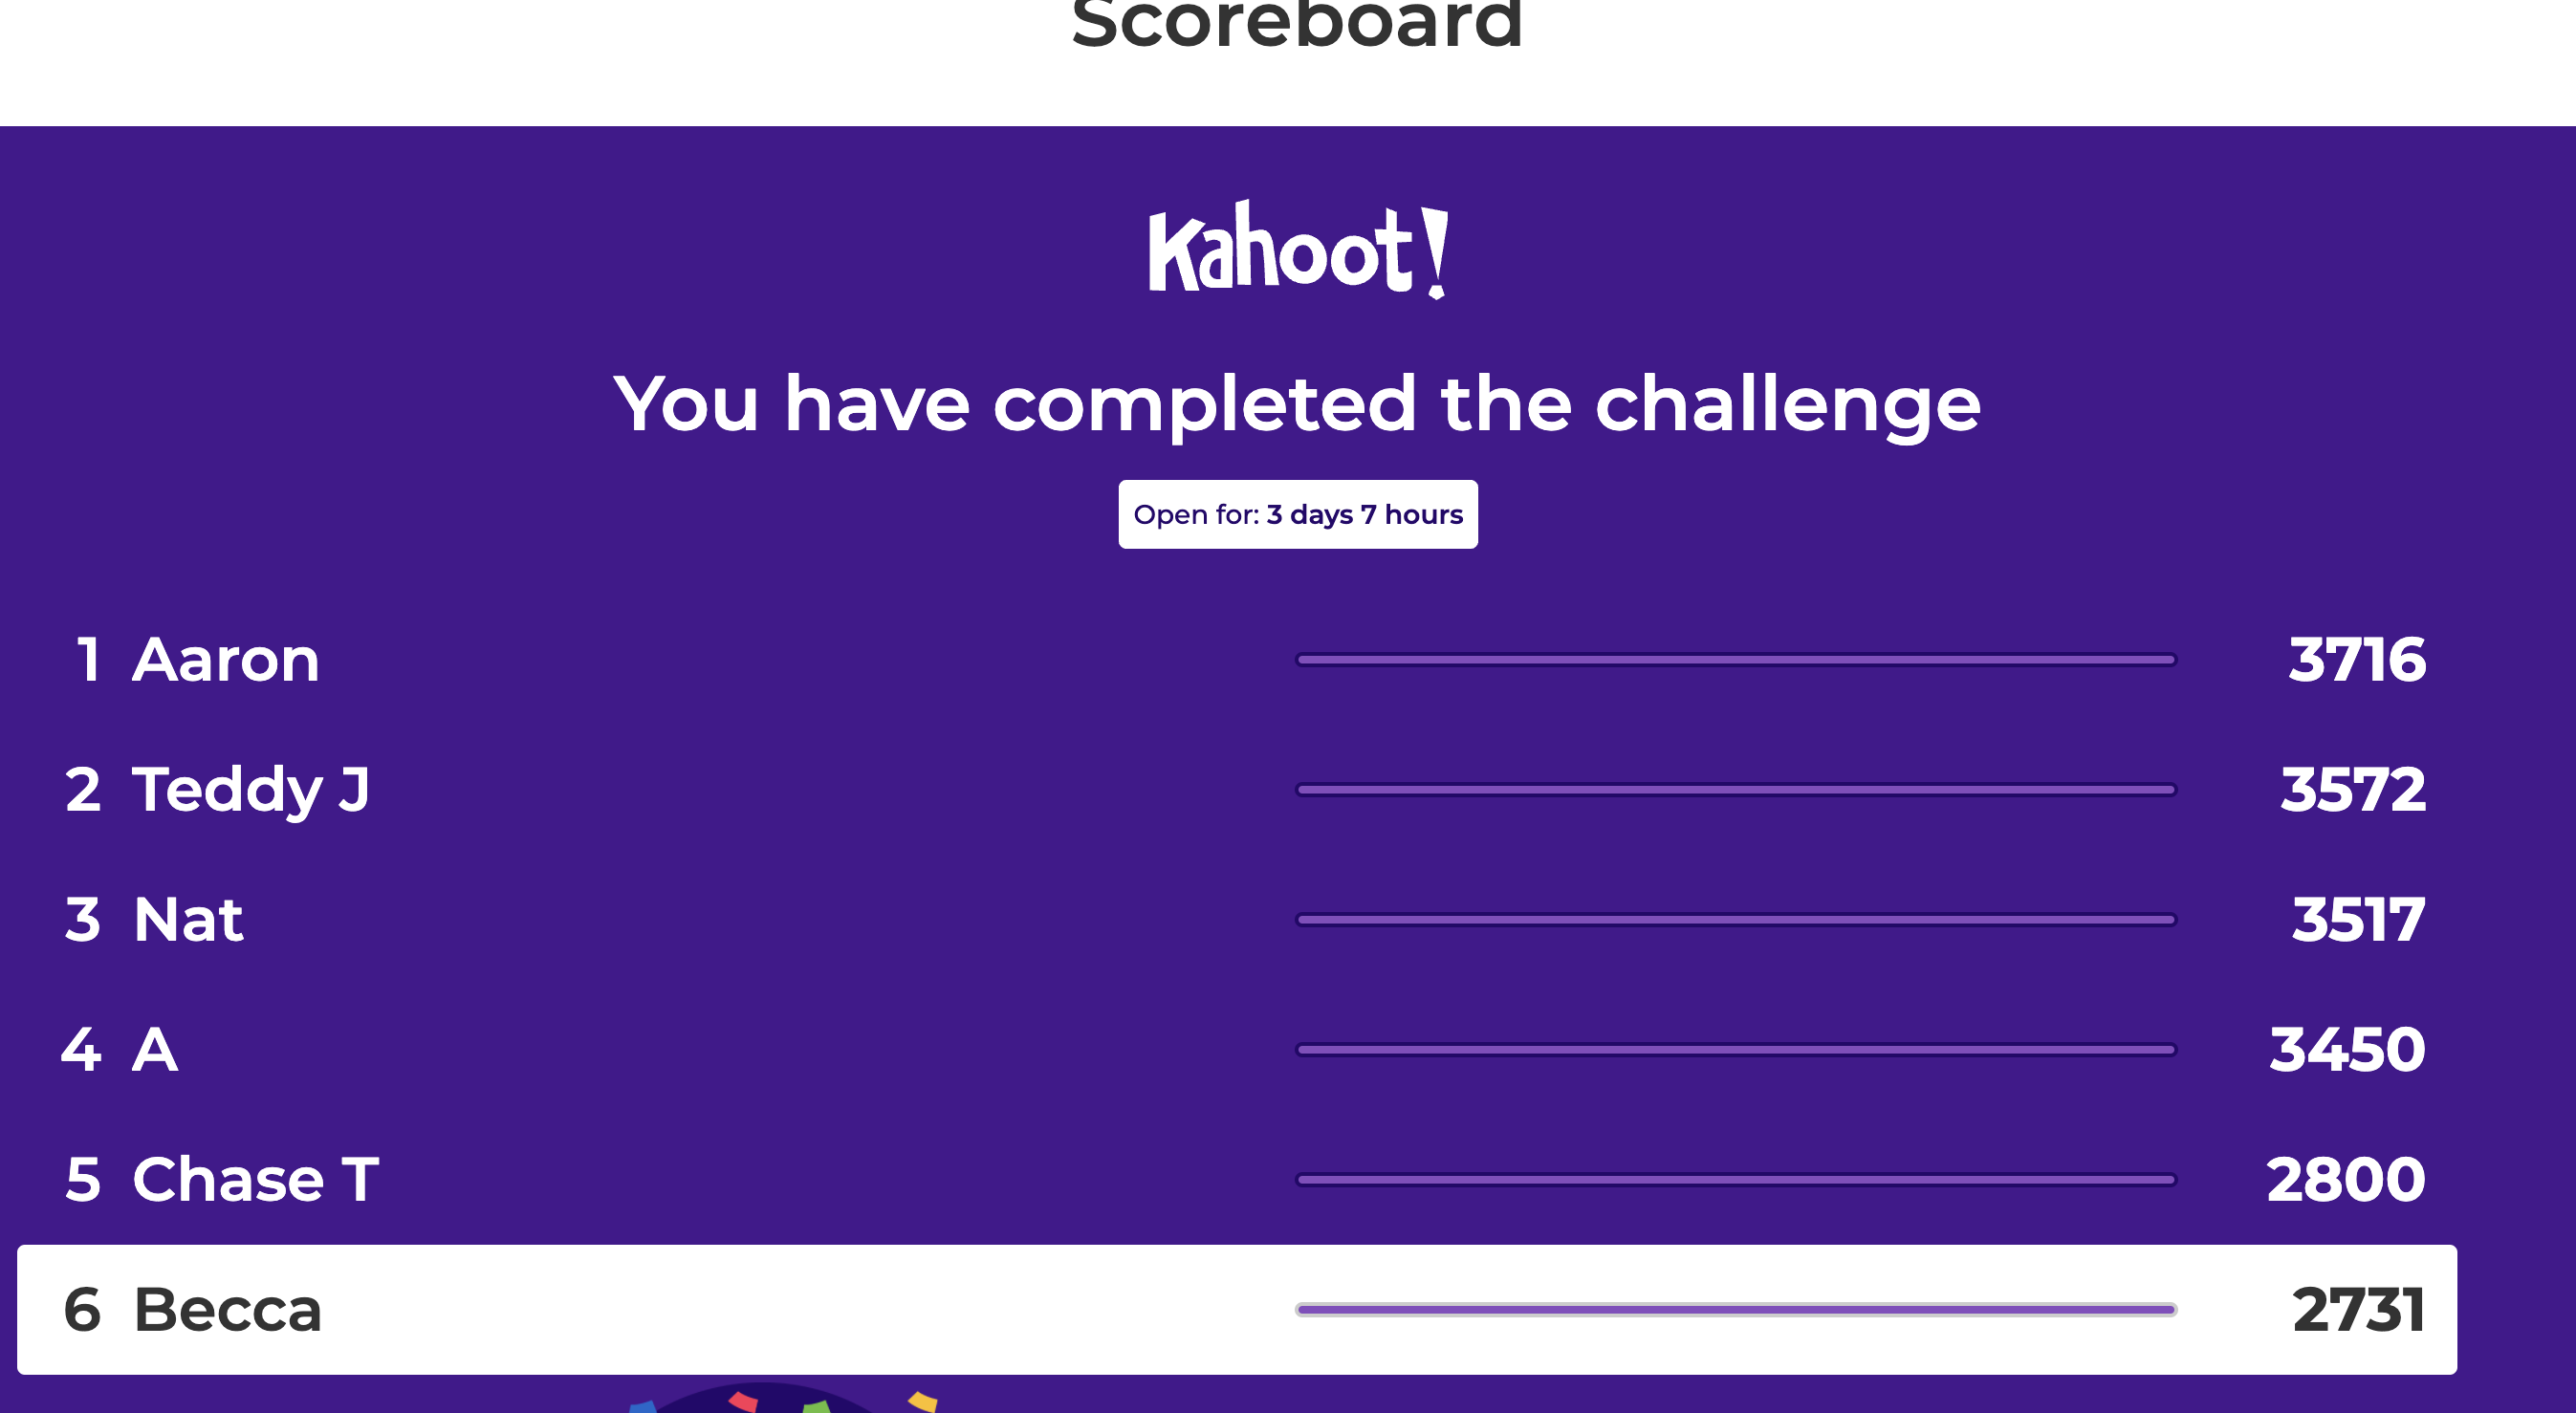 Scoreboard
Kahoot!
You have completed the challenge
Open for: 3 days 7 hours
1 Aaron 3716
2 Teddy J 3572
3 Nat 3517
4 A 3450
5 Chase T 2800
6 Becca 2731